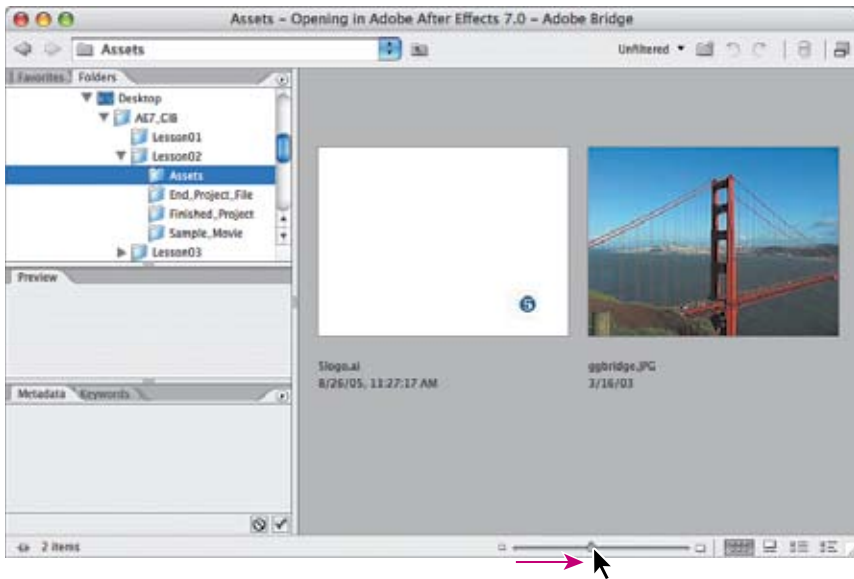 Assets – Opening in Adobe After Effects 7.0 – Adobe Bridge
Assets
Unfiltered
Favorites Folders
Desktop
AE7_CIB
Lesson01
Lesson02
Assets
End_Project_File
Finished_Project
Sample_Movie
Lesson03
Preview
5
5logo.ai
8/26/05, 11:27:17 AM
ggbridge.JPG
3/16/03
Metadata Keywords
2 items